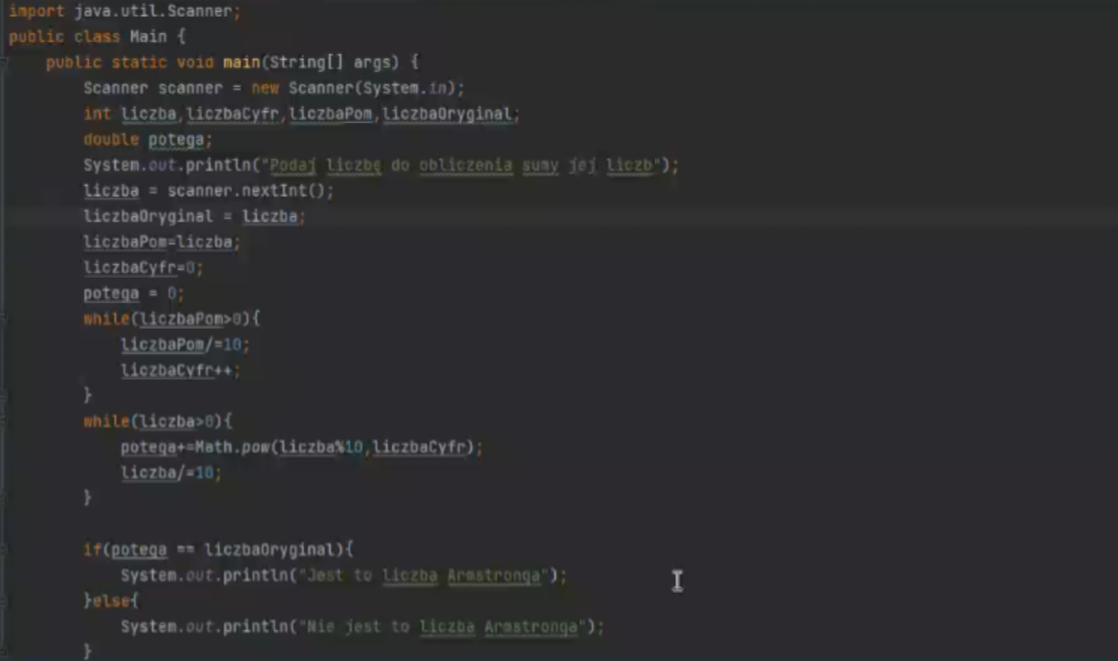 import java.util.Scanner;
public class Main {
public static void main(String[] args) {
Scanner scanner = new Scanner(System.in);
int liczba,liczbaCyfr,liczbaPom,liczbaOryginal;
double potega;
System.out.println("Podaj liczbę do obliczenia sumy jej liczb");
liczba = scanner.nextInt();
liczbaOryginal = liczba;
liczbaPom=liczba;
liczbaCyfr=0;
potega = 0;
while(liczbaPom>0){
liczbaPom/=10;
liczbaCyfr++;
}
while(liczba>0){
potega+=Math.pow(liczba%10,liczbaCyfr);
liczba/=10;
}
if(potega == liczbaOryginal){
System.out.println("Jest to liczba Armstronga");
}else{
System.out.println("Nie jest to liczba Armstronga");
}